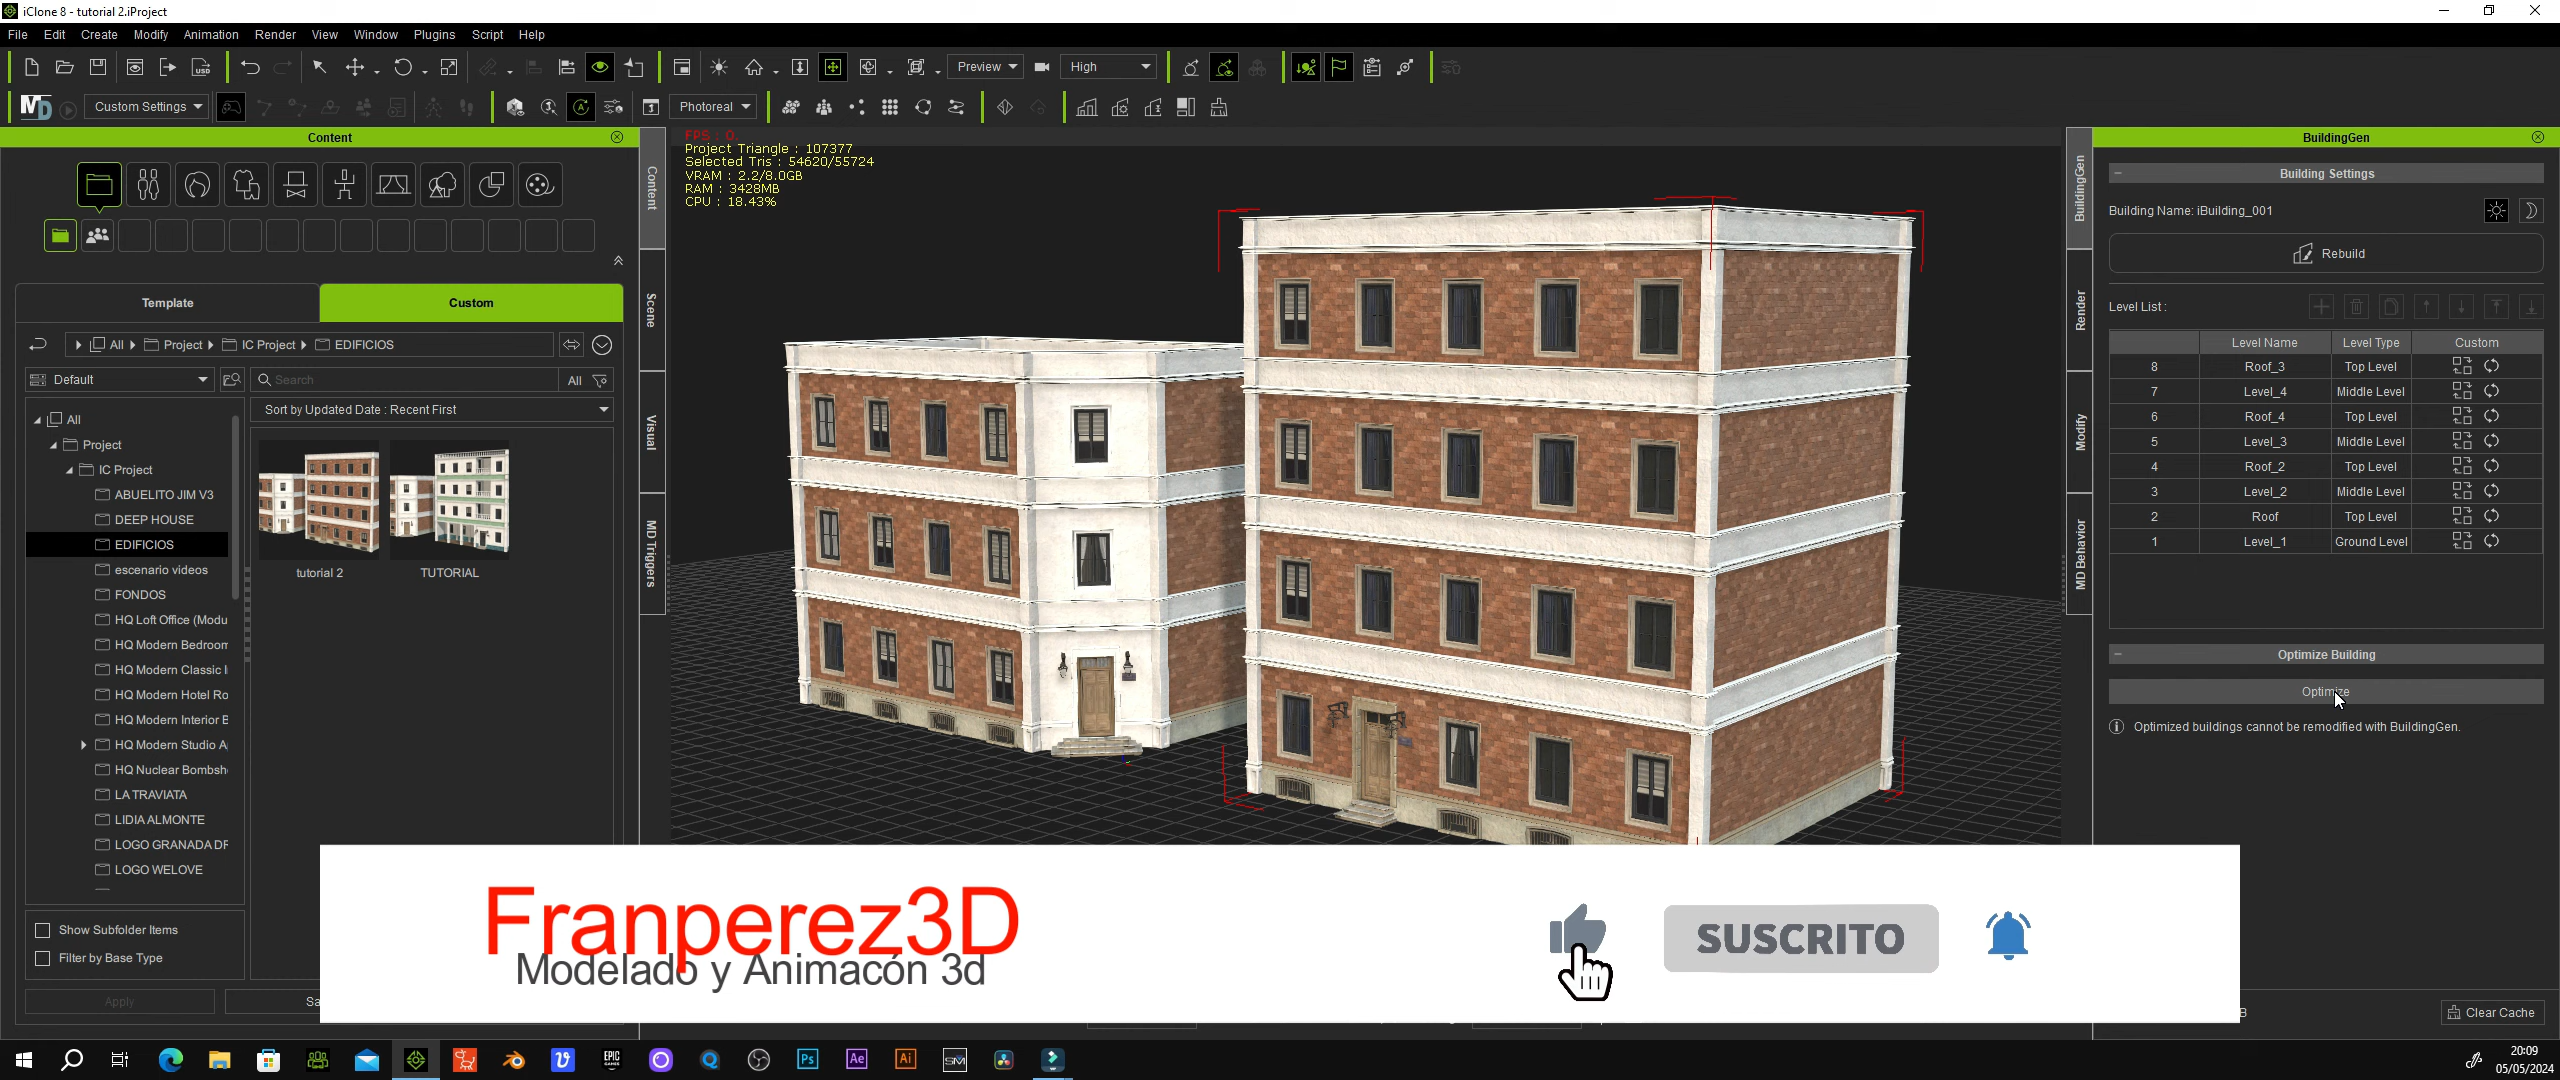 iClone 8 - tutorial 2.iProject
File Edit Create Modify Animation Render View Window Plugins Script Help
Preview High
Custom Settings Photoreal
Content
Template Custom
All Project IC Project EDIFICIOS
Default Search All
Sort by Updated Date : Recent First
All
Project
IC Project
ABUELITO JIM V3
DEEP HOUSE
EDIFICIOS
escenario videos
FONDOS
HQ Loft Office (Modu
HQ Modern Bedroom
HQ Modern Classic I
HQ Modern Hotel Ro
HQ Modern Interior E
HQ Modern Studio A
HQ Nuclear Bombsh
LA TRAVIATA
LIDIA ALMONTE
LOGO GRANADA DF
LOGO WELOVE
tutorial 2 TUTORIAL
Show Subfolder Items
Filter by Base Type
Apply Sa
Content
Scene
Visual
MD Triggers
FPS : 0.
Project Triangle : 107377
Selected Tris : 54620/55724
VRAM : 2.2/8.0GB
RAM : 3428MB
CPU : 18.43%
BuildingGen
Render
Modify
MD Behavior
BuildingGen
Building Settings
Building Name: iBuilding_001
Rebuild
Level List :
Level Name Level Type Custom
8 Roof_3 Top Level
7 Level_4 Middle Level
6 Roof_4 Top Level
5 Level_3 Middle Level
4 Roof_2 Top Level
3 Level_2 Middle Level
2 Roof Top Level
1 Level_1 Ground Level
Optimize Building
Optimize
Optimized buildings cannot be remodified with BuildingGen.
B Clear Cache
Franperez3D
Modelado y Animacón 3d
SUSCRITO
EPIC GAMES Ps Ae Ai SM
20:09
05/05/2024